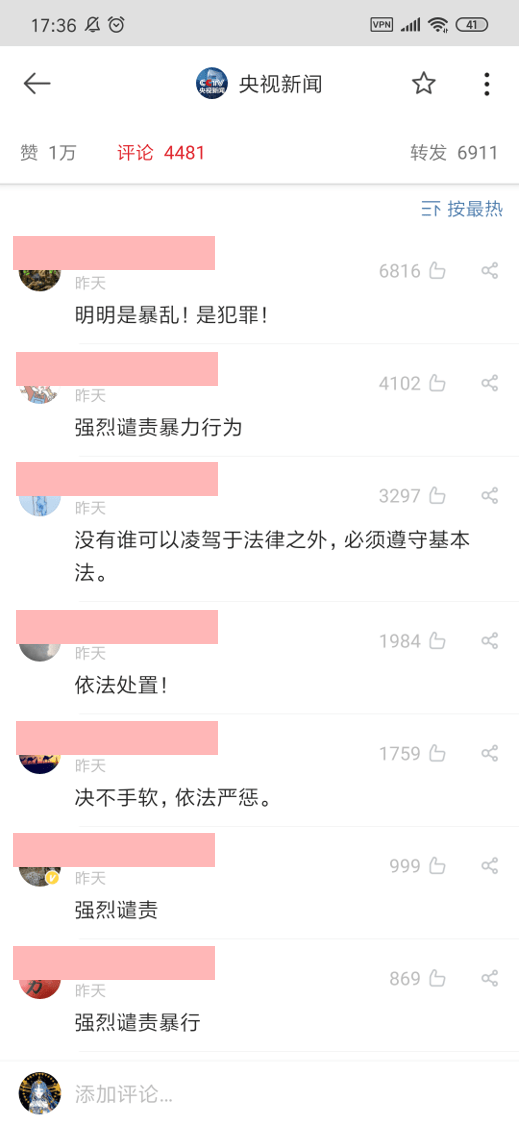 17:36
VPN
41
CCTV
央视新闻
央视新闻
赞 1万
评论 4481
转发 6911
按最热
6816
昨天
明明是暴乱！是犯罪！
4102
昨天
强烈谴责暴力行为
3297
昨天
没有谁可以凌驾于法律之外，必须遵守基本
法。
1984
昨天
依法处置！
1759
昨天
决不手软，依法严惩。
999
昨天
强烈谴责
869
昨天
强烈谴责暴行
添加评论...